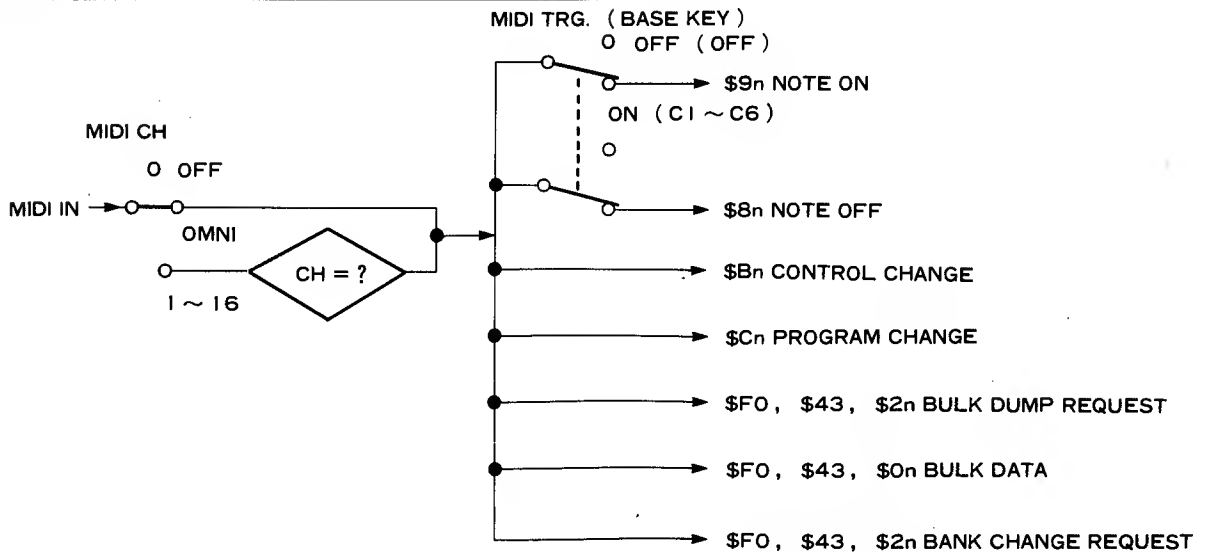 MIDI TRG. (BASE KEY)
OFF (OFF)
$9n NOTE ON
ON (C1 ~ C6)
MIDI CH
OFF
MIDI IN
$8n NOTE OFF
OMNI
CH = ?
$Bn CONTROL CHANGE
1 ~ 16
$Cn PROGRAM CHANGE
$F0, $43, $2n BULK DUMP REQUEST
$F0, $43, $0n BULK DATA
$F0, $43, $2n BANK CHANGE REQUEST